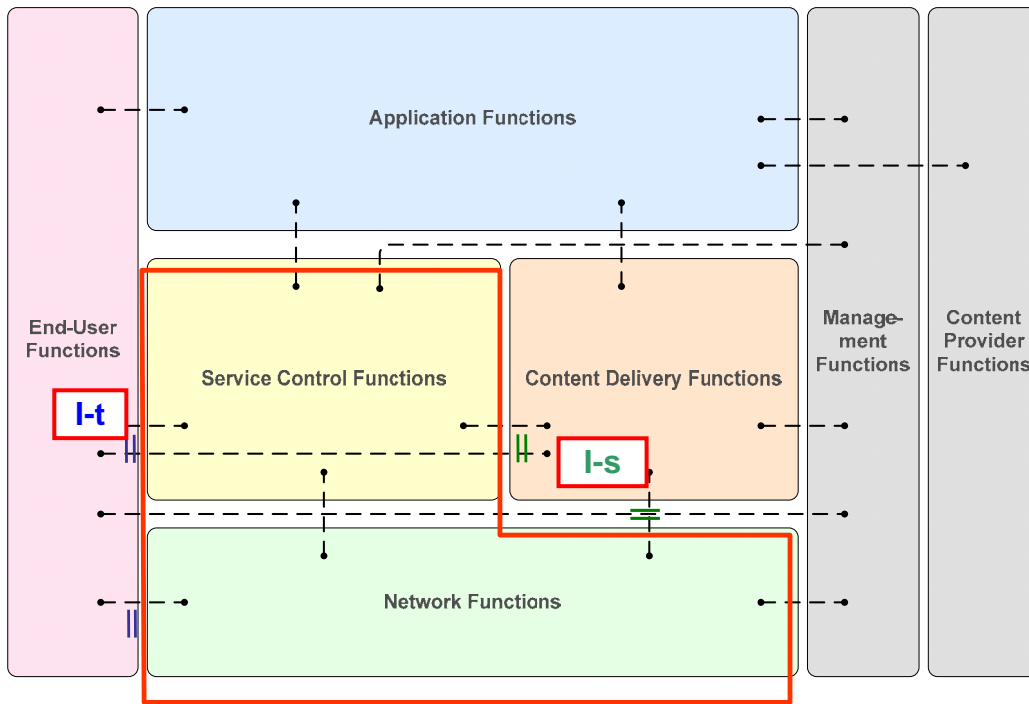 Application Functions
End-User
Functions
Manage-
ment
Functions
Content
Provider
Functions
Service Control Functions
Content Delivery Functions
I-t
I-s
Network Functions